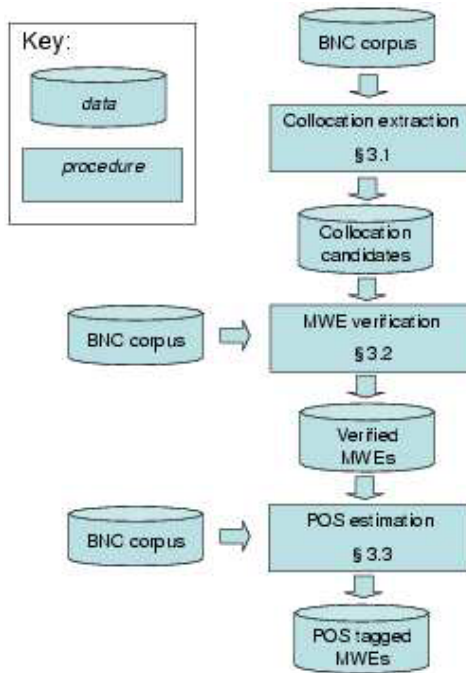 Key:
data
procedure
BNC corpus
Collocation extraction
§ 3.1
Collocation
candidates
BNC corpus
MWE verification
§ 3.2
Verified
MWEs
BNC corpus
POS estimation
§ 3.3
POS tagged
MWEs